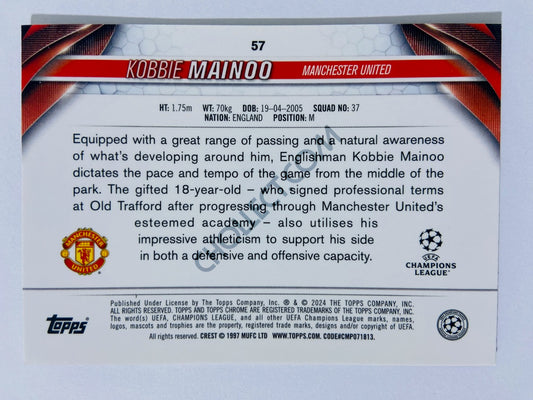 57
KOBBIE MAINOO MANCHESTER UNITED
HT: 1.75m WT: 70kg DOB: 19-04-2005 SQUAD NO: 37
NATION: ENGLAND POSITION: M
Equipped with a great range of passing and a natural awareness
of what's developing around him, Englishman Kobbie Mainoo
dictates the pace and tempo of the game from the middle of the
park. The gifted 18-year-old – who signed professional terms
at Old Trafford after progressing through Manchester United's
esteemed academy – also utilises his
impressive athleticism to support his side
in both a defensive and offensive capacity.
MANCHESTER
UNITED
UEFA
CHAMPIONS
LEAGUE
CHOLLECT.COM
Topps
Published Under License by The Topps Company, Inc. ® & © 2024 THE TOPPS COMPANY, INC.
ALL RIGHTS RESERVED. TOPPS AND TOPPS CHROME ARE REGISTERED TRADEMARKS OF THE TOPPS COMPANY, INC.
The word(s) UEFA, CHAMPIONS LEAGUE, and all other UEFA Champions League marks, names,
logos, mascots and trophies are the property, registered trade marks, designs and/or copyright of UEFA.
All rights reserved. CREST © 1997 MUFC LTD WWW.TOPPS.COM. CODE#CMP071813.